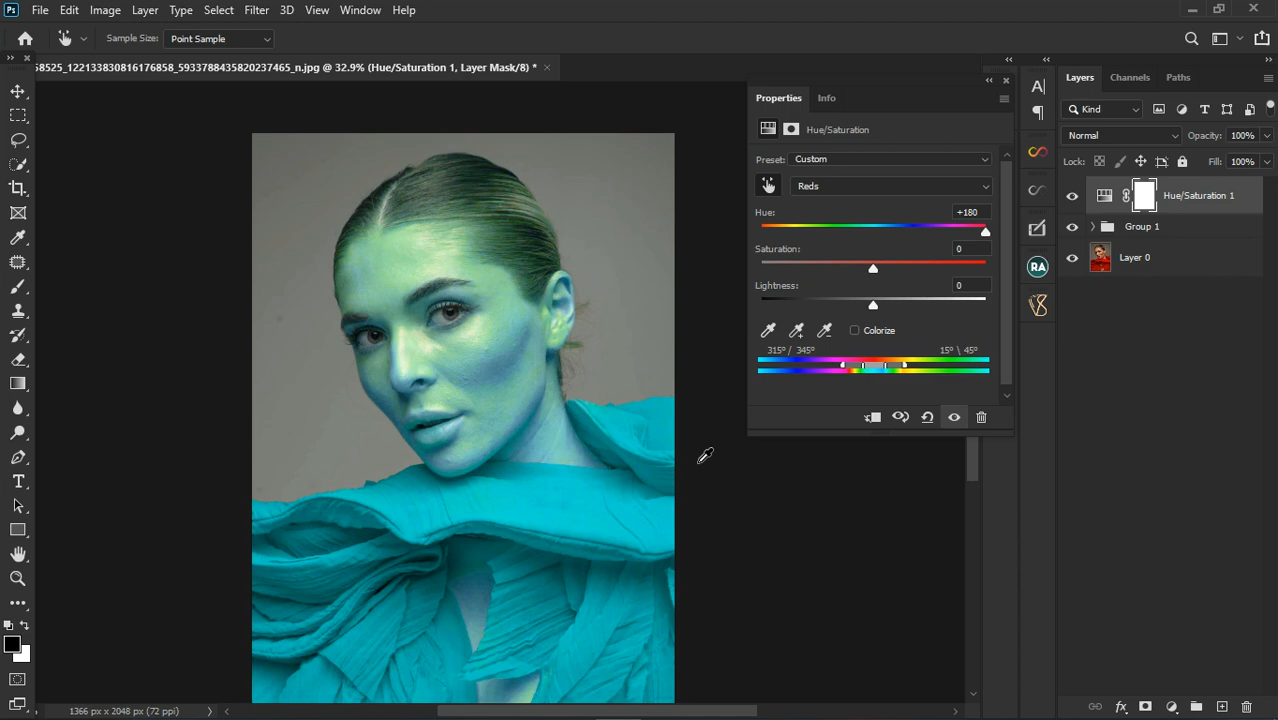 Ps File Edit Image Layer Type Select Filter 3D View Window Help
Sample Size: Point Sample
58525_122133830816176858_5933788435820237465_n.jpg @ 32.9% (Hue/Saturation 1, Layer Mask/8) *
Properties Info
Hue/Saturation
Preset: Custom
Reds
Hue: +180
Saturation: 0
Lightness: 0
Colorize
315°/ 345° 15°\ 45°
A
RA
Layers Channels Paths
Kind
Normal Opacity: 100%
Lock: Fill: 100%
Hue/Saturation 1
Group 1
Layer 0
T
1366 px x 2048 px (72 ppi)
fx